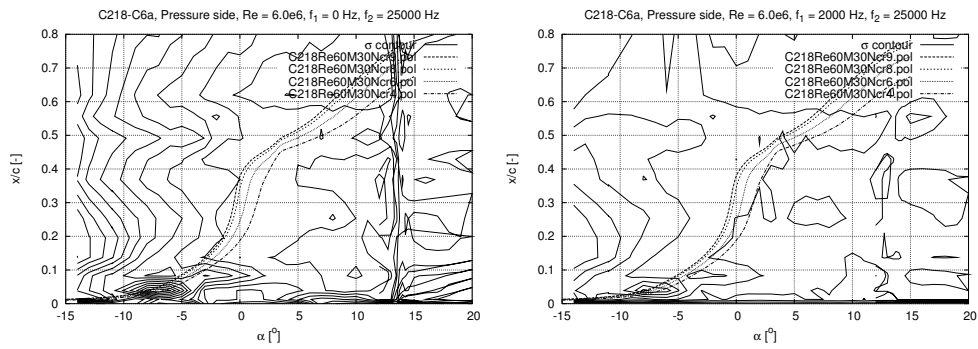 C218-C6a, Pressure side, Re = 6.0e6, f1 = 0 Hz, f2 = 25000 Hz
0.8
0.7
0.6
0.5
0.4
0.3
0.2
0.1
0
x/c [-]
σ contour
C218Re60M30Ncr9.pol
C218Re60M30Ncr8.pol
C218Re60M30Ncr6.pol
C218Re60M30Ncr4.pol
-15 -10 -5 0 5 10 15 20
α [º]
C218-C6a, Pressure side, Re = 6.0e6, f1 = 2000 Hz, f2 = 25000 Hz
0.8
0.7
0.6
0.5
0.4
0.3
0.2
0.1
0
x/c [-]
σ contour
C218Re60M30Ncr9.pol
C218Re60M30Ncr8.pol
C218Re60M30Ncr6.pol
C218Re60M30Ncr4.pol
-15 -10 -5 0 5 10 15 20
α [º]